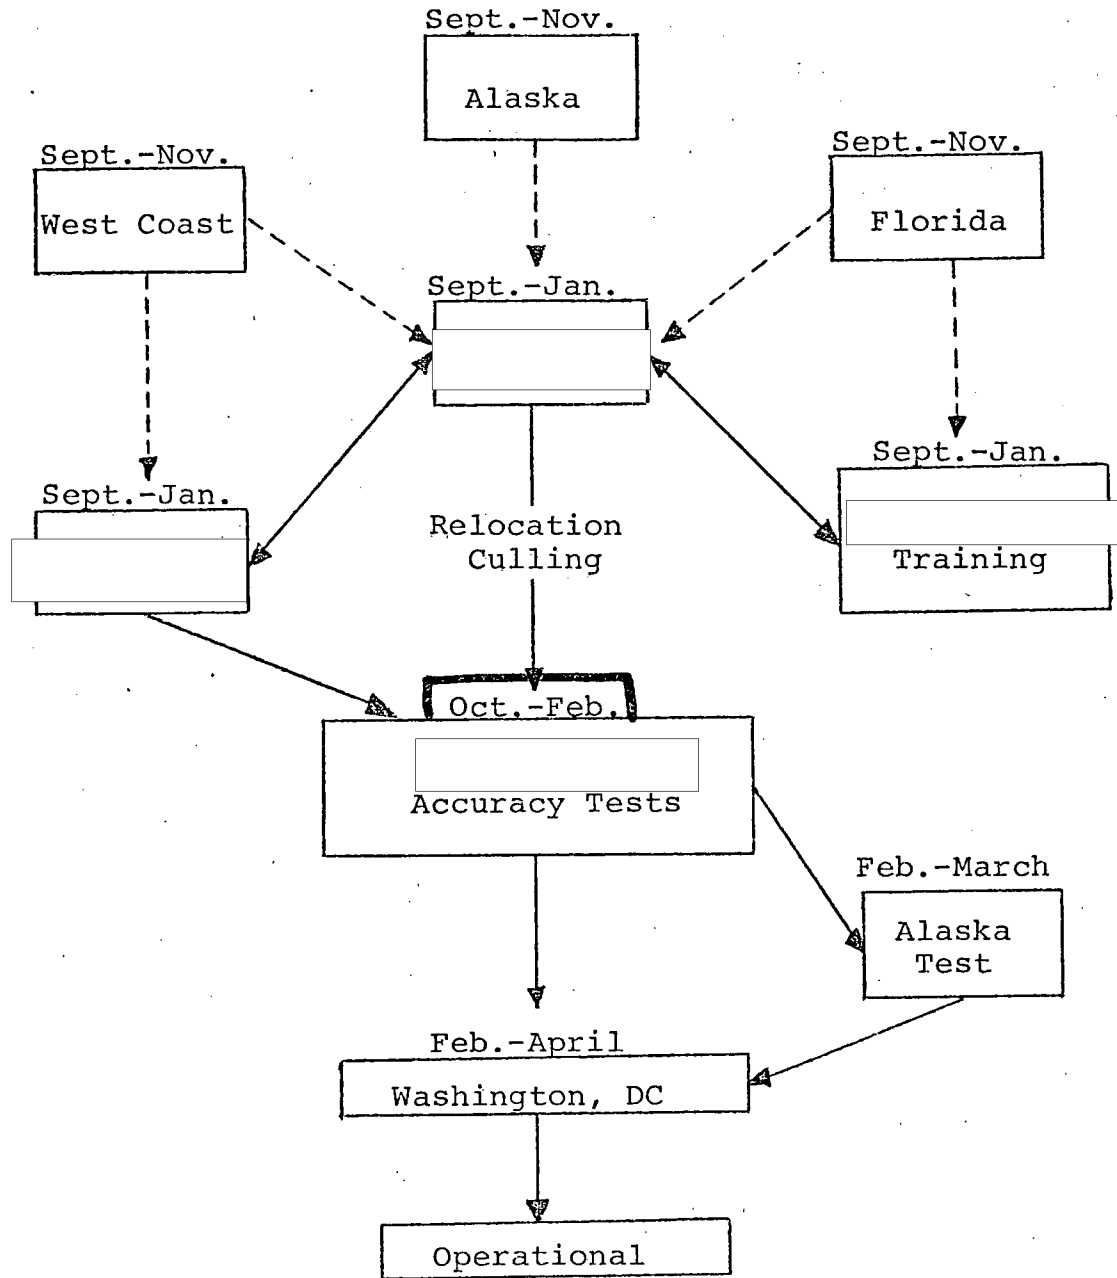 Sept.-Nov.
Alaska
Sept.-Nov.
West Coast
Sept.-Nov.
Florida
Sept.-Jan.
Sept.-Jan.
Training
Sept.-Jan.
Relocation
Culling
Oct.-Feb.
Accuracy Tests
Feb.-March
Alaska
Test
Feb.-April
Washington, DC
Operational